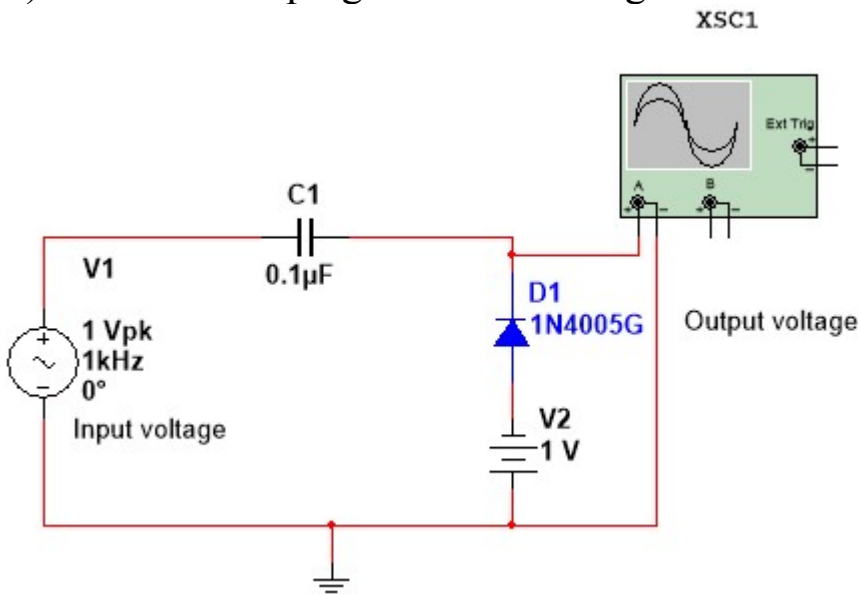 XSC1
Ext Trig
+
−
A
B
+ −
+ −
C1
0.1µF
V1
1 Vpk
1kHz
0°
Input voltage
D1
1N4005G
Output voltage
V2
1 V